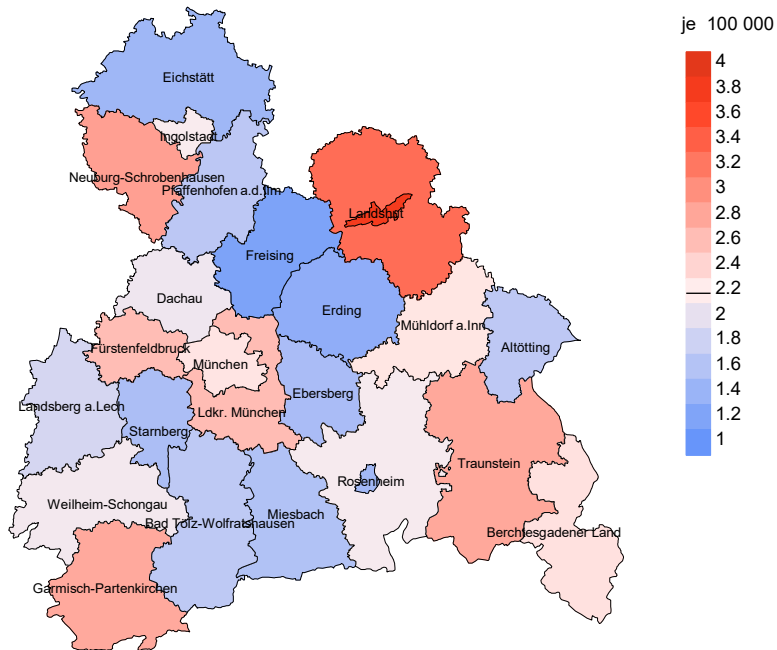 je 100 000
4
3.8
3.6
3.4
3.2
3
2.8
2.6
2.4
2.2
2
1.8
1.6
1.4
1.2
1
Eichstätt
Ingolstadt
Neuburg-Schrobenhausen
Pfaffenhofen a.d.Ilm
Landshut
Freising
Dachau
Erding
Mühldorf a.Inn
Altötting
Fürstenfeldbruck
München
Ebersberg
Landsberg a.Lech
Ldkr. München
Starnberg
Traunstein
Rosenheim
Weilheim-Schongau
Miesbach
Bad Tölz-Wolfratshausen
Berchtesgadener Land
Garmisch-Partenkirchen